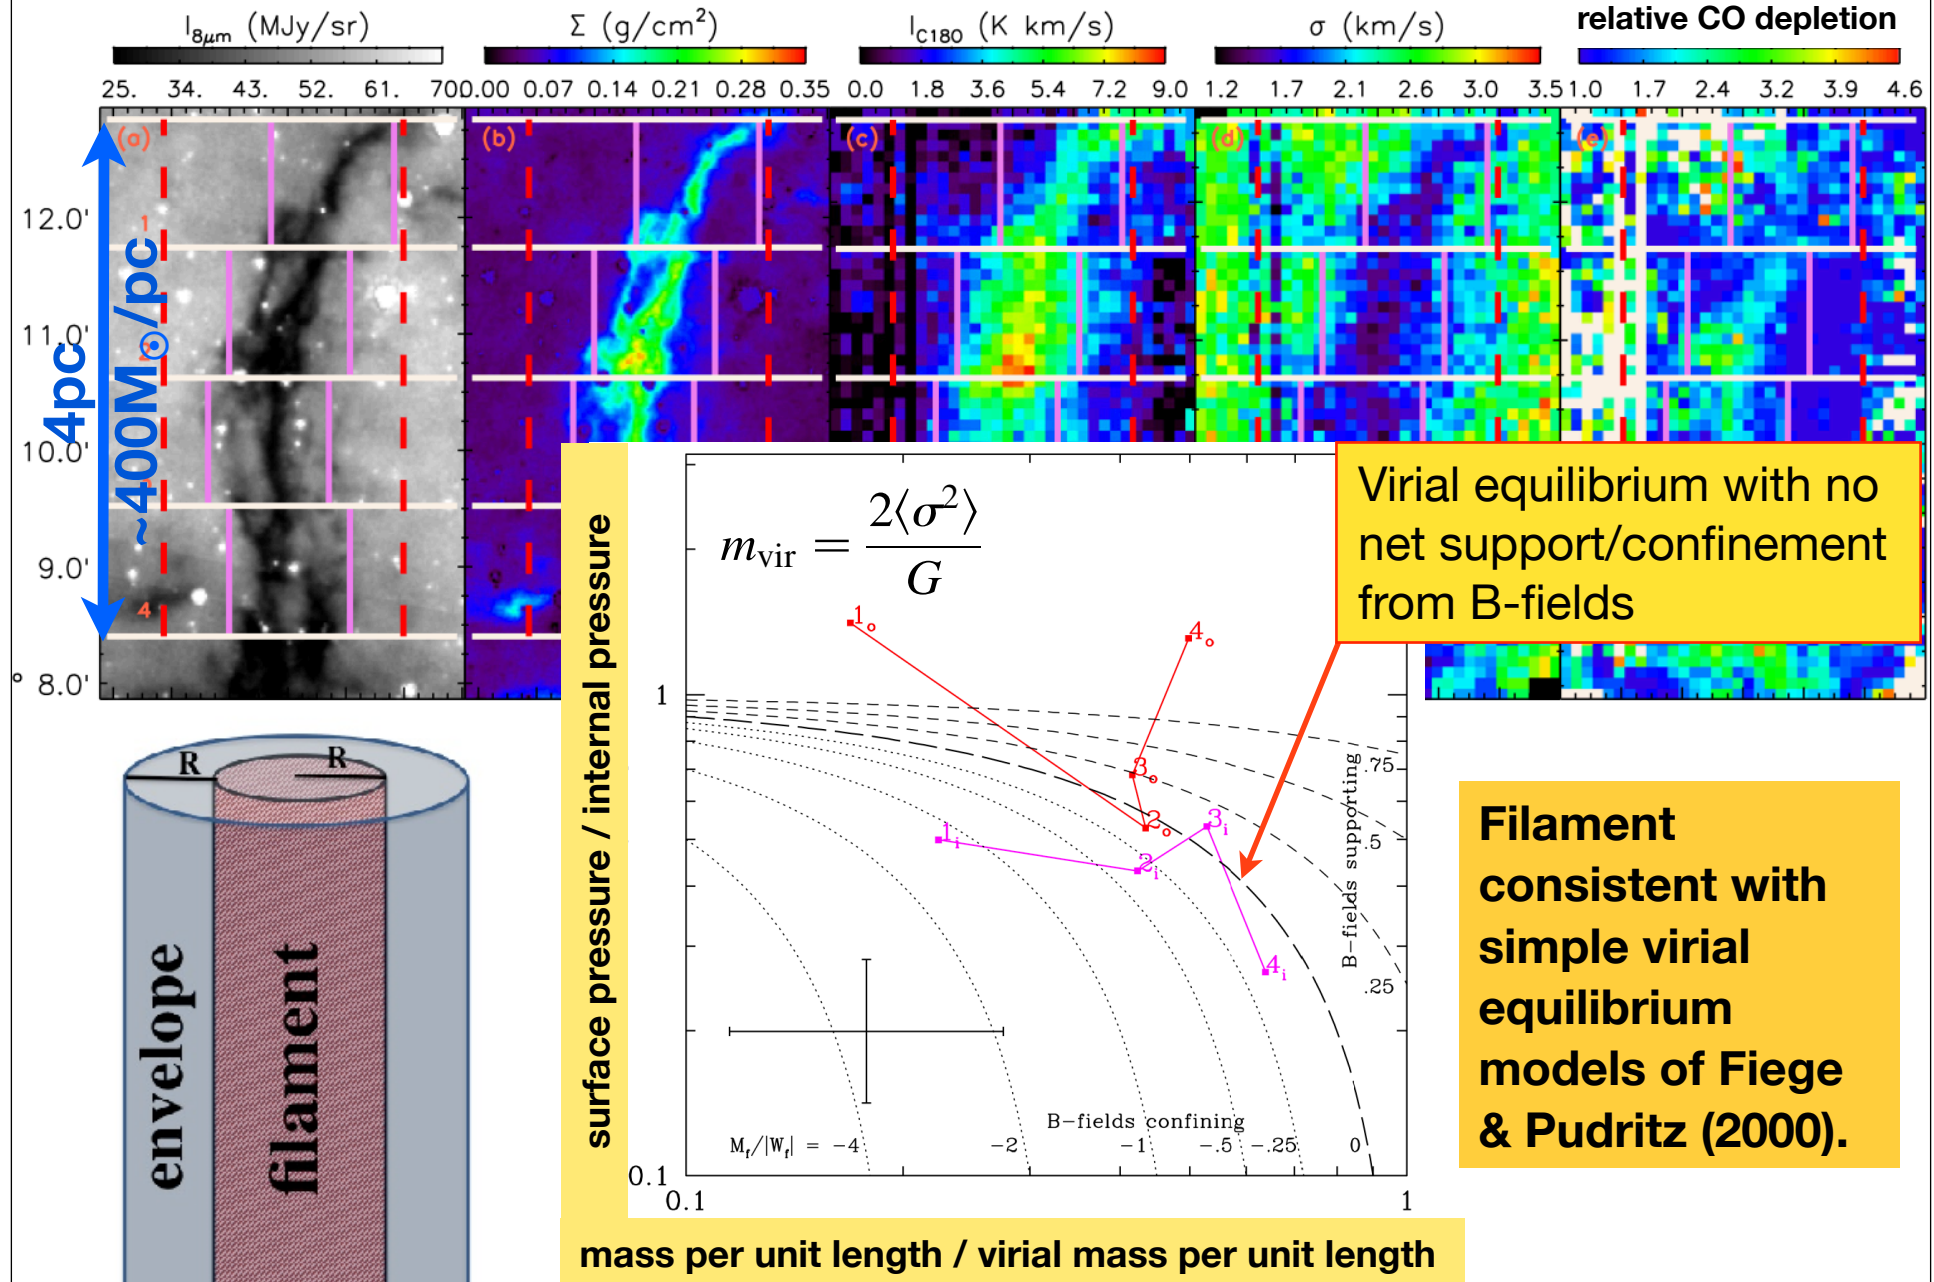 I8μm (MJy/sr)
Σ (g/cm²)
IC18O (K km/s)
σ (km/s)
relative CO depletion
25. 34. 43. 52. 61. 70
0.00 0.07 0.14 0.21 0.28 0.35
0.0 1.8 3.6 5.4 7.2 9.0
1.2 1.7 2.1 2.6 3.0 3.5
1.0 1.7 2.4 3.2 3.9 4.6
(a)
(b)
(c)
(d)
(e)
12.0'
11.0'
10.0'
9.0'
8.0'
1
4
4pc
~400M⊙/pc
surface pressure / internal pressure
m_vir = 2⟨σ²⟩ / G
Virial equilibrium with no
net support/confinement
from B-fields
1o
4o
3o
2o
1i
2i
3i
4i
1
0.1
0.1
1
B-fields supporting
.75
.5
.25
B-fields confining
Mf/|Wf| = -4 -2 -1 -.5 -.25 0
mass per unit length / virial mass per unit length
Filament
consistent with
simple virial
equilibrium
models of Fiege
& Pudritz (2000).
R
R
envelope
filament